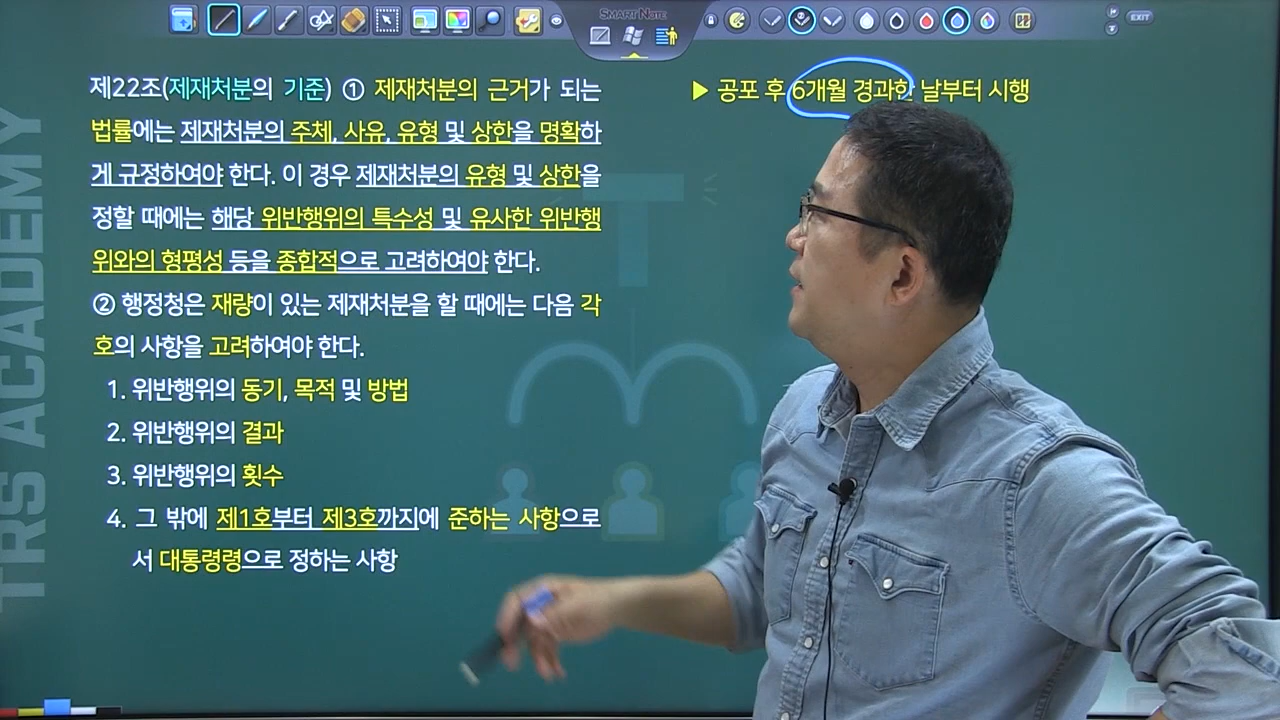 SMART NOTE
EXIT
제22조(제재처분의 기준) ① 제재처분의 근거가 되는
법률에는 제재처분의 주체, 사유, 유형 및 상한을 명확하
게 규정하여야 한다. 이 경우 제재처분의 유형 및 상한을
정할 때에는 해당 위반행위의 특수성 및 유사한 위반행
위와의 형평성 등을 종합적으로 고려하여야 한다.
② 행정청은 재량이 있는 제재처분을 할 때에는 다음 각
호의 사항을 고려하여야 한다.
1. 위반행위의 동기, 목적 및 방법
2. 위반행위의 결과
3. 위반행위의 횟수
4. 그 밖에 제1호부터 제3호까지에 준하는 사항으로
서 대통령령으로 정하는 사항
▶ 공포 후 6개월 경과한 날부터 시행
TRS ACADEMY